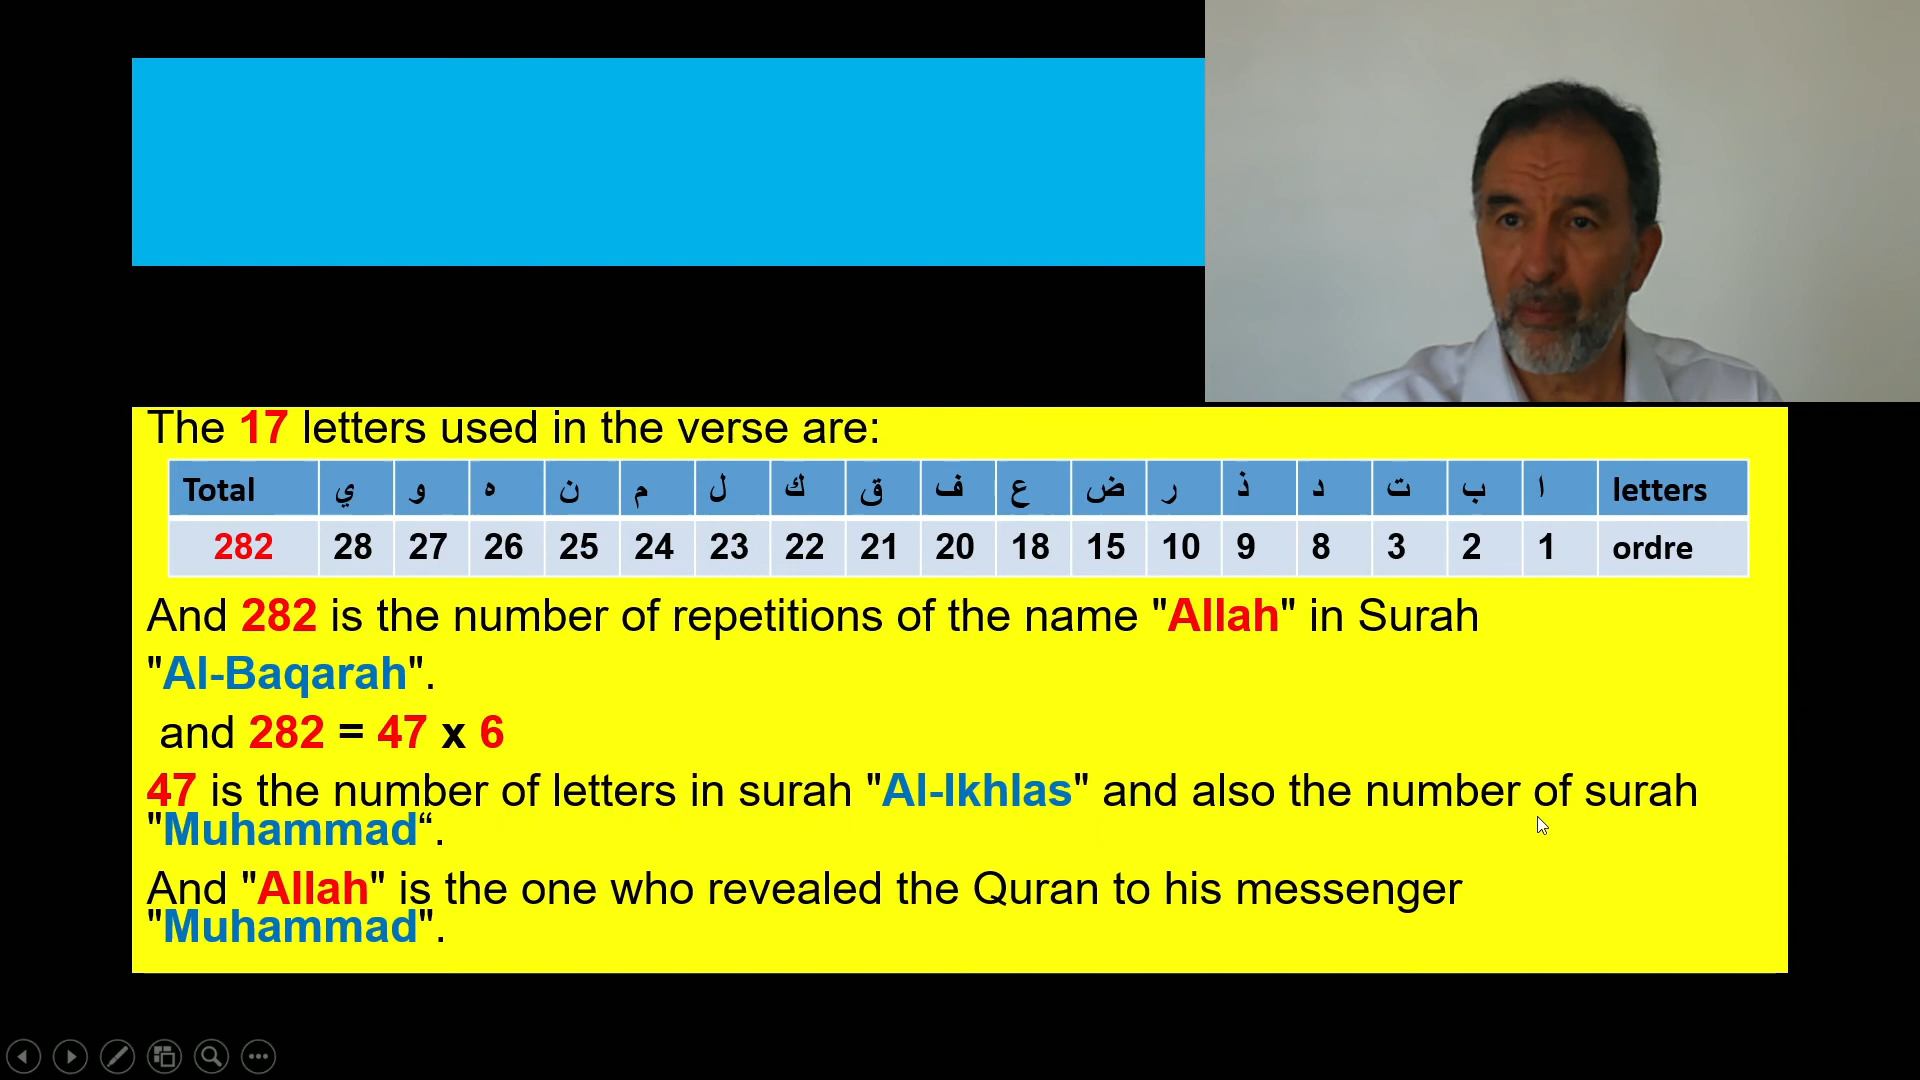 The 17 letters used in the verse are:
Total ي و ه ن م ل ك ق ف ع ض ر ذ د ت ب ا letters
282 28 27 26 25 24 23 22 21 20 18 15 10 9 8 3 2 1 ordre
And 282 is the number of repetitions of the name "Allah" in Surah
"Al-Baqarah".
and 282 = 47 x 6
47 is the number of letters in surah "Al-Ikhlas" and also the number of surah
"Muhammad“.
And "Allah" is the one who revealed the Quran to his messenger
"Muhammad".